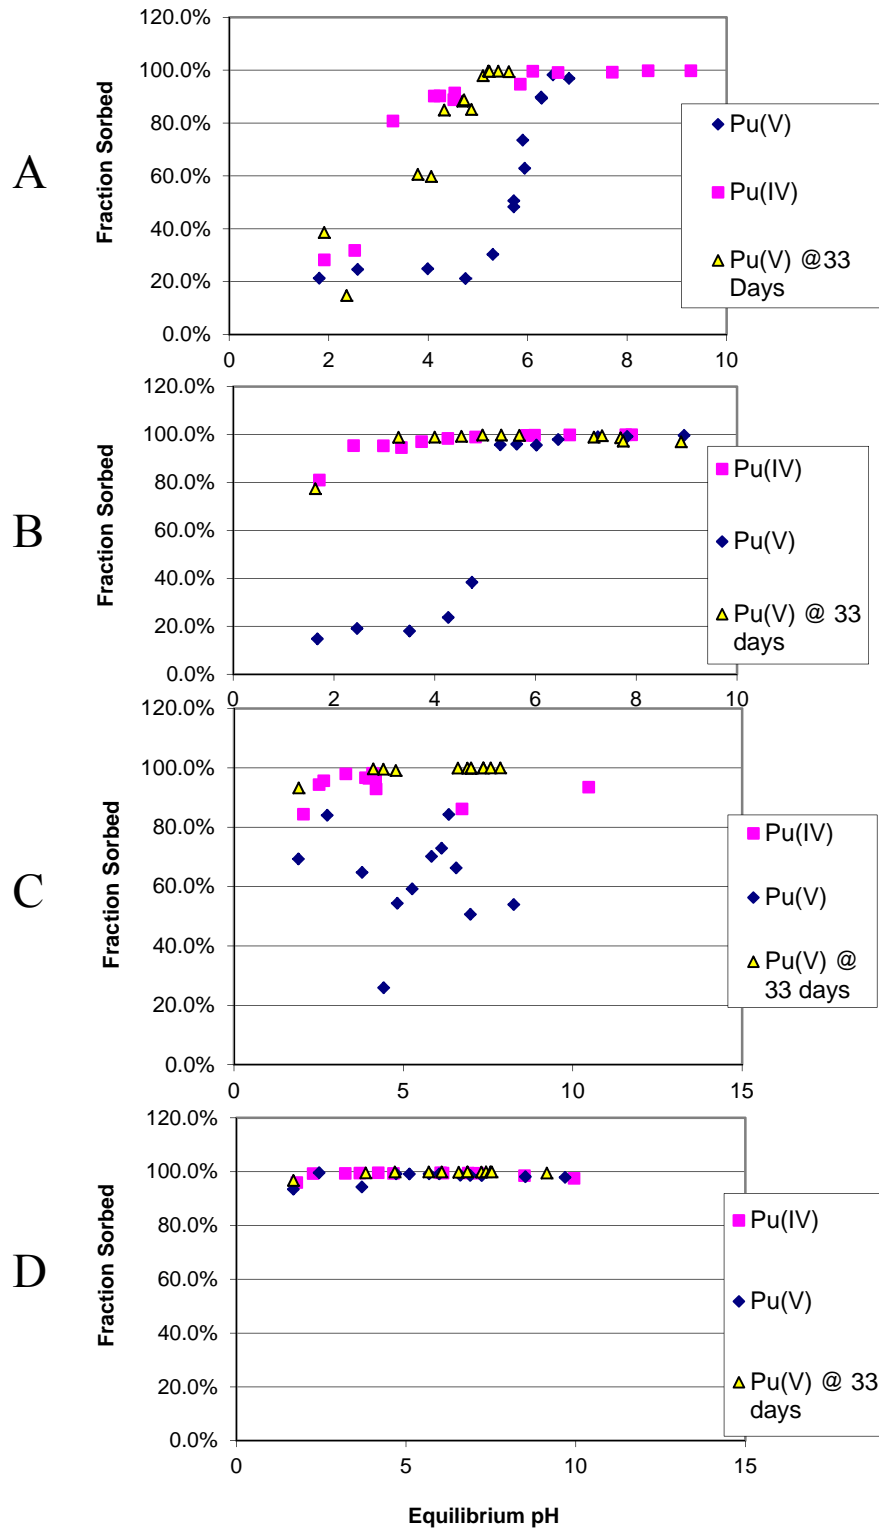 A
Fraction Sorbed
120.0%
100.0%
80.0%
60.0%
40.0%
20.0%
0.0%
0 2 4 6 8 10
Pu(V)
Pu(IV)
Pu(V) @33
Days
B
Fraction Sorbed
120.0%
100.0%
80.0%
60.0%
40.0%
20.0%
0.0%
0 2 4 6 8 10
Pu(IV)
Pu(V)
Pu(V) @ 33
days
C
Fraction Sorbed
120.0%
100.0%
80.0%
60.0%
40.0%
20.0%
0.0%
0 5 10 15
Pu(IV)
Pu(V)
Pu(V) @
33 days
D
Fraction Sorbed
120.0%
100.0%
80.0%
60.0%
40.0%
20.0%
0.0%
0 5 10 15
Pu(IV)
Pu(V)
Pu(V) @ 33
days
Equilibrium pH